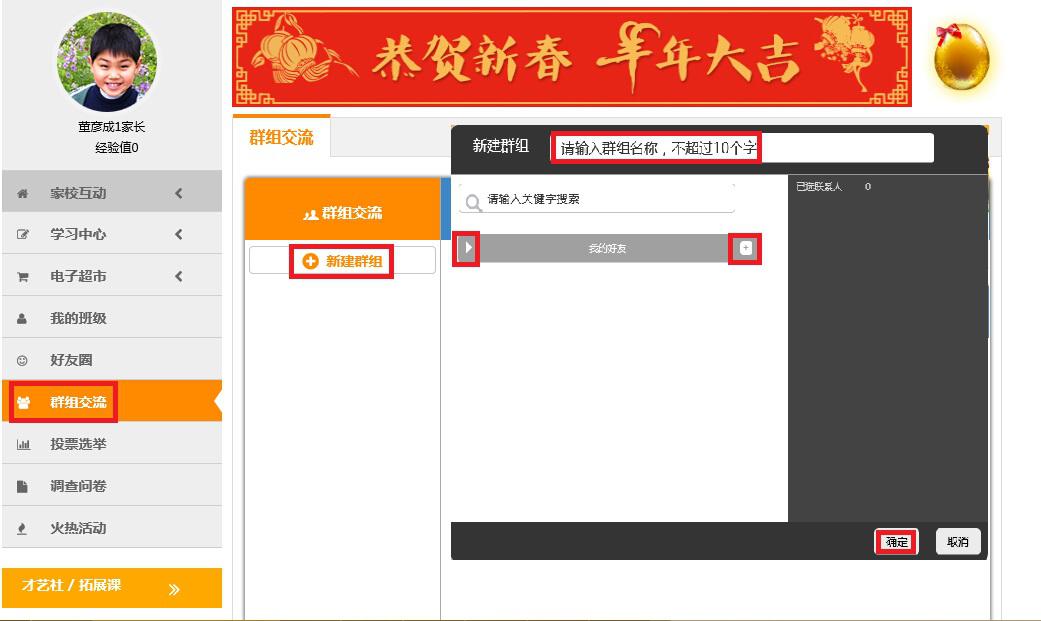 恭贺新春 羊年大吉
董彦成1家长
经验值0
家校互动
学习中心
电子超市
我的班级
好友圈
群组交流
投票选举
调查问卷
火热活动
才艺社 / 拓展课
群组交流
群组交流
新建群组
新建群组
请输入群组名称，不超过10个字
请输入关键字搜索
我的好友
已选联系人 0
确定
取消